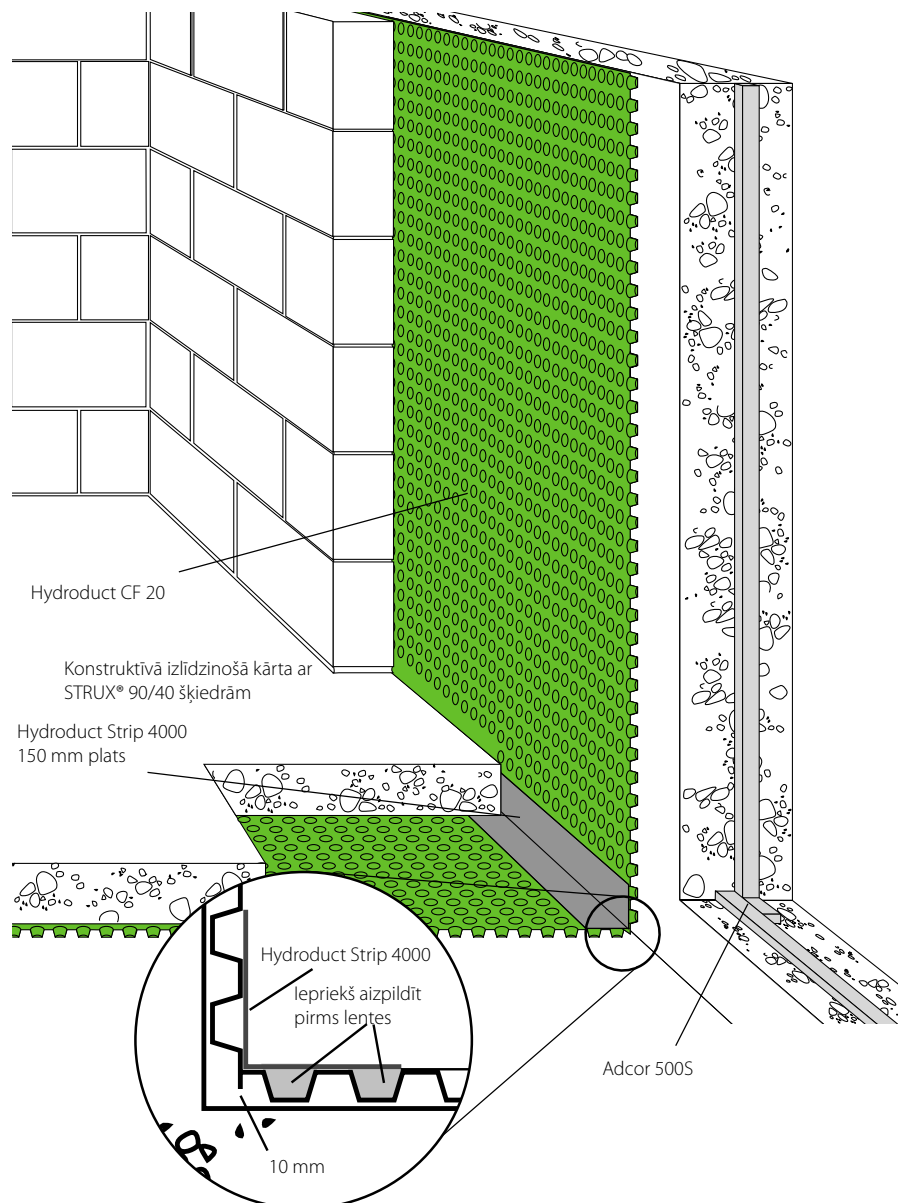 Hydroduct CF 20
Konstruktīvā izlīdzinošā kārta ar
STRUX® 90/40 šķiedrām
Hydroduct Strip 4000
150 mm plats
Hydroduct Strip 4000
Iepriekš aizpildīt
pirms lentes
Adcor 500S
10 mm